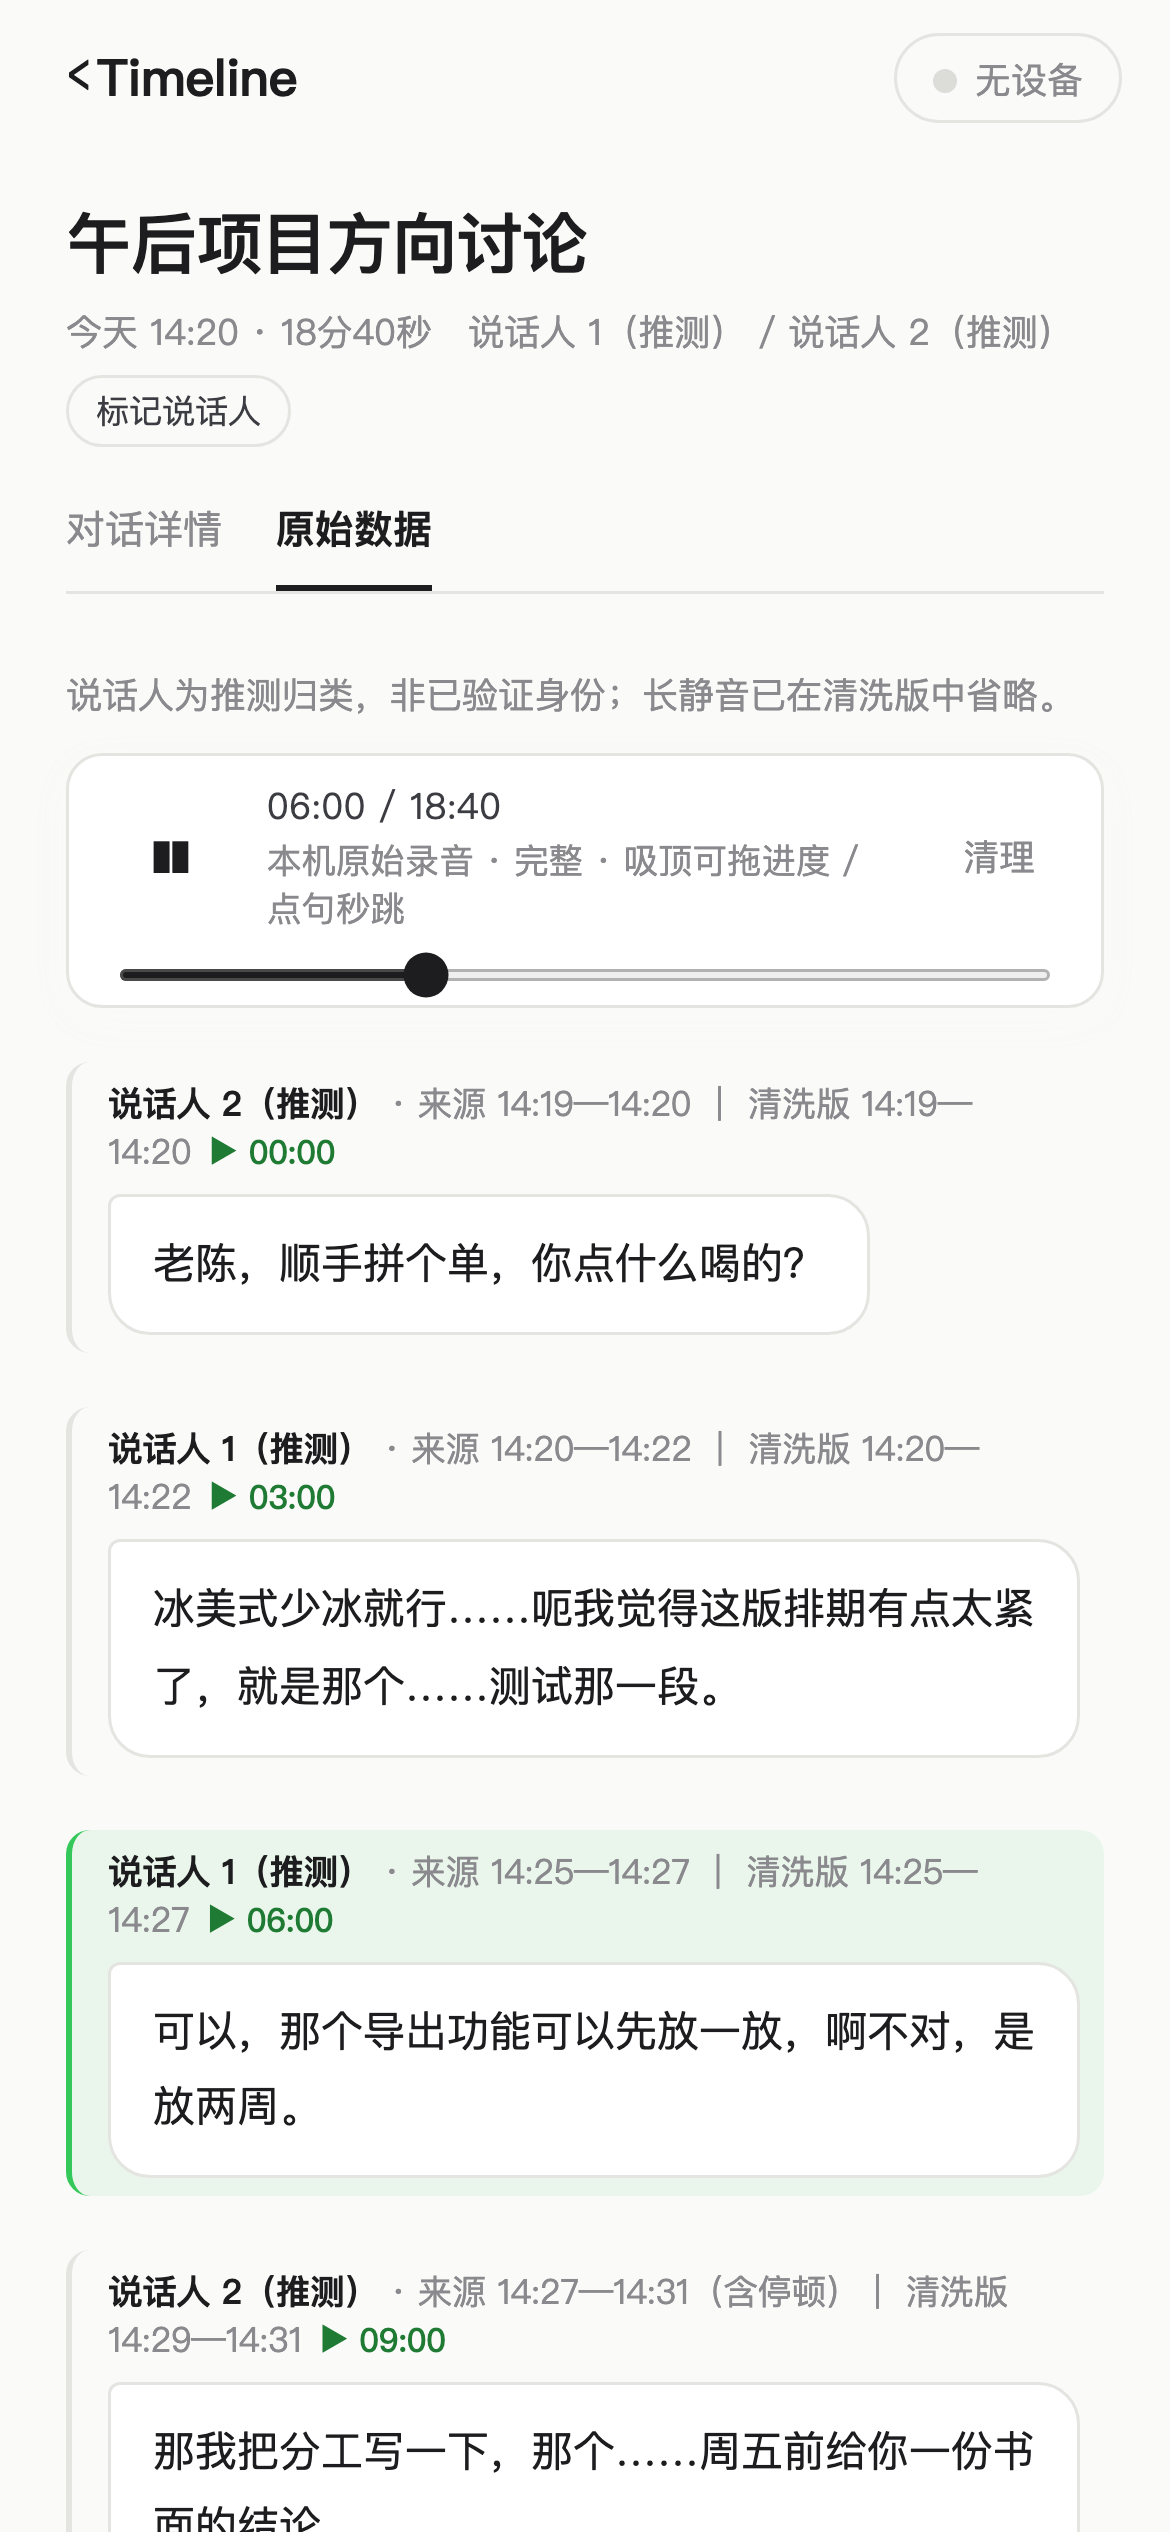 <Timeline
无设备
午后项目方向讨论
今天 14:20 · 18分40秒 说话人 1（推测） / 说话人 2（推测）
标记说话人
对话详情 原始数据
说话人为推测归类，非已验证身份；长静音已在清洗版中省略。
06:00 / 18:40
本机原始录音 · 完整 · 吸顶可拖进度 /
点句秒跳
清理
说话人 2（推测） · 来源 14:19—14:20 | 清洗版 14:19—
14:20 ▶ 00:00
老陈，顺手拼个单，你点什么喝的？
说话人 1（推测） · 来源 14:20—14:22 | 清洗版 14:20—
14:22 ▶ 03:00
冰美式少冰就行……呃我觉得这版排期有点太紧
了，就是那个……测试那一段。
说话人 1（推测） · 来源 14:25—14:27 | 清洗版 14:25—
14:27 ▶ 06:00
可以，那个导出功能可以先放一放，啊不对，是
放两周。
说话人 2（推测） · 来源 14:27—14:31（含停顿） | 清洗版
14:29—14:31 ▶ 09:00
那我把分工写一下，那个……周五前给你一份书
面的结论